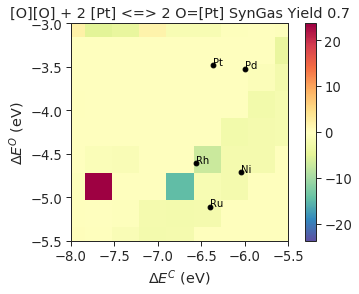 [O][O] + 2 [Pt] <=> 2 O=[Pt] SynGas Yield 0.7
−3.0
−3.5
−4.0
−4.5
−5.0
−5.5
ΔE^O (eV)
Pt
Pd
Rh
Ni
Ru
−8.0 −7.5 −7.0 −6.5 −6.0 −5.5
ΔE^C (eV)
20
10
0
−10
−20